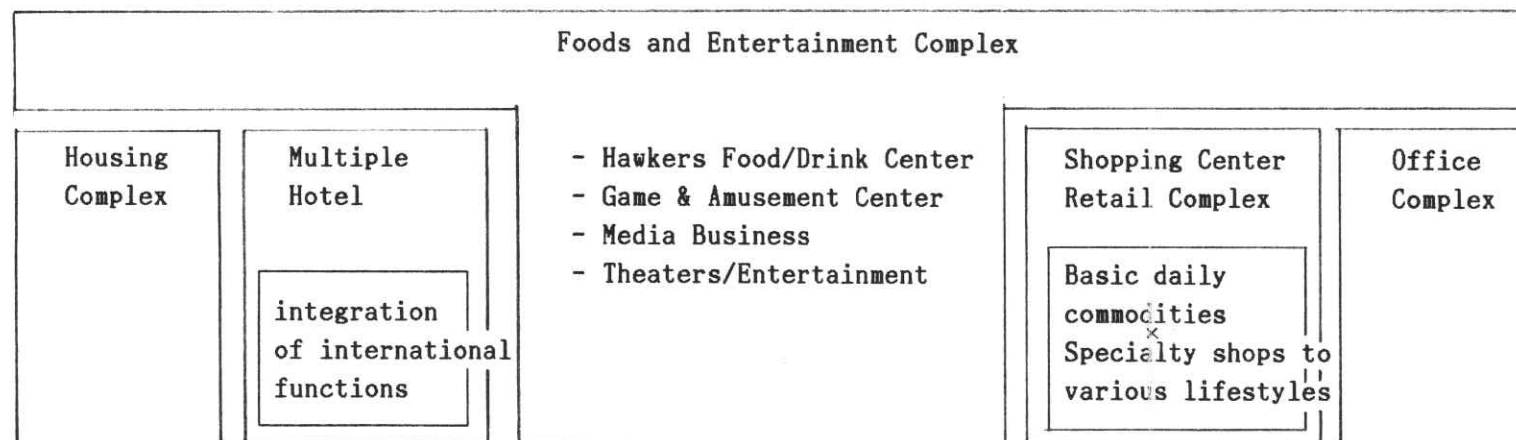 Foods and Entertainment Complex
Housing
Complex
Multiple
Hotel
integration
of international
functions
- Hawkers Food/Drink Center
- Game & Amusement Center
- Media Business
- Theaters/Entertainment
Shopping Center
Retail Complex
Basic daily
commodities
×
Specialty shops to
various lifestyles
Office
Complex